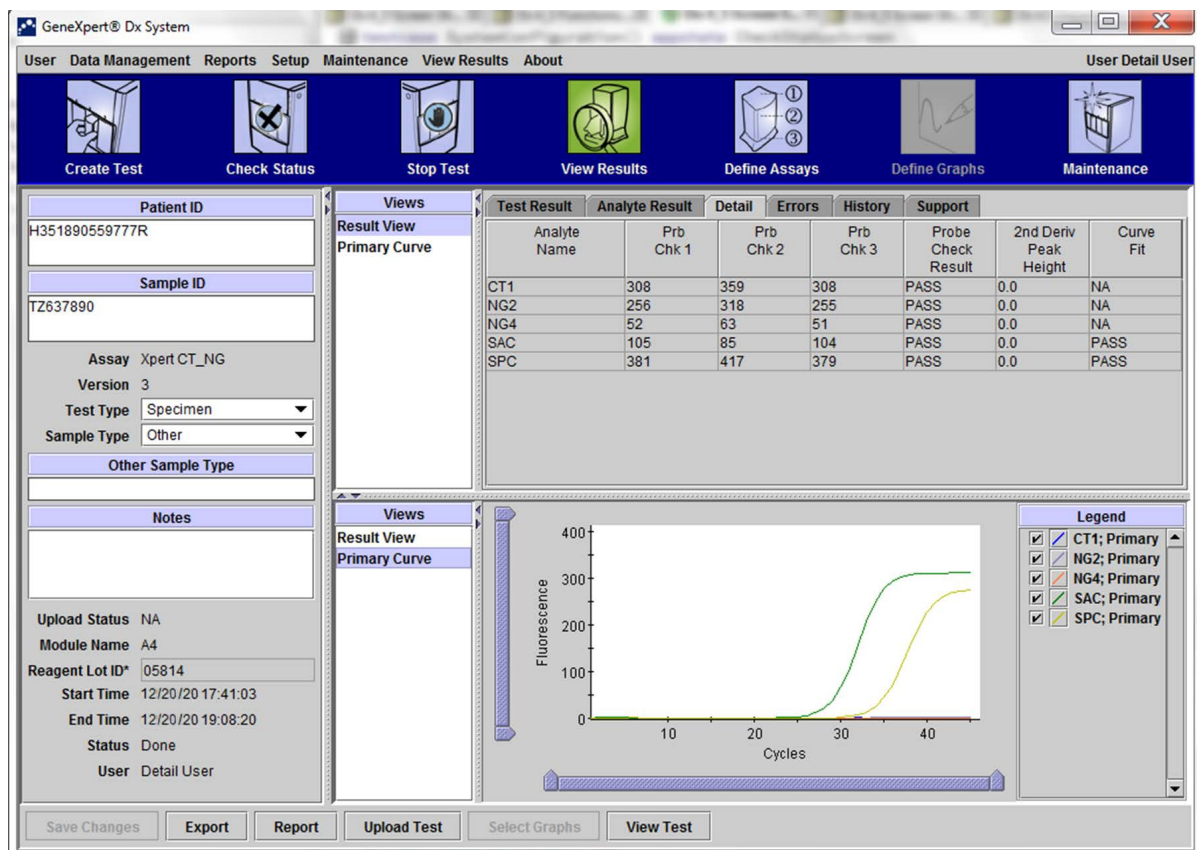 GeneXpert® Dx System
User Data Management Reports Setup Maintenance View Results About User Detail User
Create Test Check Status Stop Test View Results Define Assays Define Graphs Maintenance
Patient ID
H351890559777R
Sample ID
TZ637890
Assay Xpert CT_NG
Version 3
Test Type Specimen
Sample Type Other
Other Sample Type
Notes
Upload Status NA
Module Name A4
Reagent Lot ID* 05814
Start Time 12/20/20 17:41:03
End Time 12/20/20 19:08:20
Status Done
User Detail User
Views
Result View
Primary Curve
Test Result Analyte Result Detail Errors History Support
Analyte Name Prb Chk 1 Prb Chk 2 Prb Chk 3 Probe Check Result 2nd Deriv Peak Height Curve Fit
CT1 308 359 308 PASS 0.0 NA
NG2 256 318 255 PASS 0.0 NA
NG4 52 63 51 PASS 0.0 NA
SAC 105 85 104 PASS 0.0 PASS
SPC 381 417 379 PASS 0.0 PASS
Views
Result View
Primary Curve
Fluorescence
400
300
200
100
0
10 20 30 40
Cycles
Legend
CT1; Primary
NG2; Primary
NG4; Primary
SAC; Primary
SPC; Primary
Save Changes Export Report Upload Test Select Graphs View Test